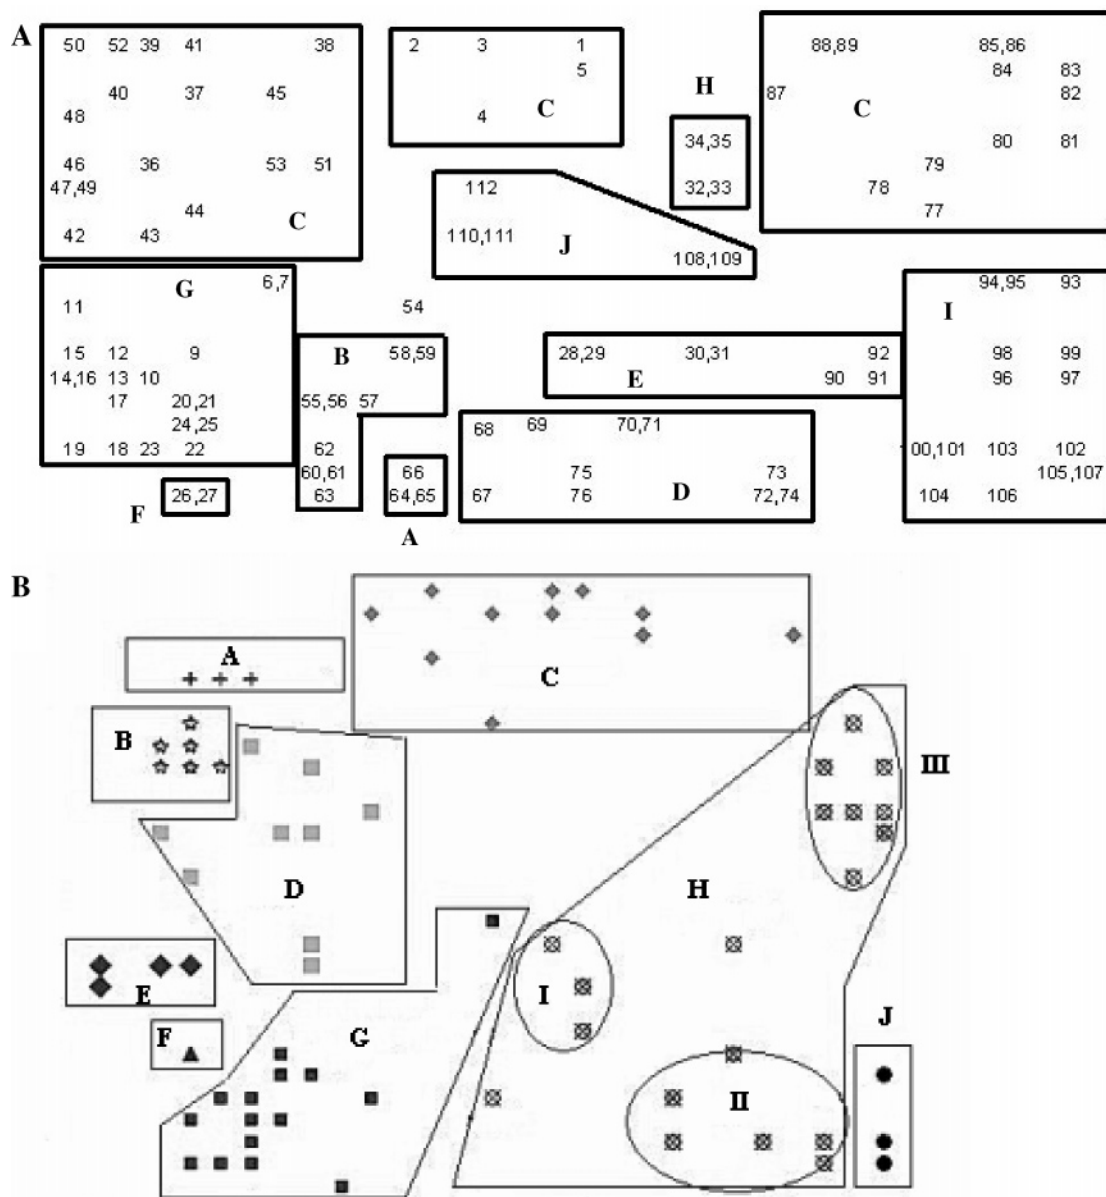 A
50 52 39 41 38
2 3 1
88,89 85,86
5
84 83
H
40 37 45
87 C 82
48
4 C
34,35
80 81
46 36 53 51
79
47,49
112
32,33
78
44 C
77
42 43
110,111 J
108,109
G 6,7
94,95 93
11
54
I
15 12 9
B 58,59
28,29 30,31 92
98 99
14,16 13 10
E 90 91
96 97
17 20,21
55,56 57
24,25
68 69 70,71
19 18 23 22
62
00,101 103 102
60,61
66
75 73
105,107
F 26,27
63
64,65
67 76 D 72,74
104 106
A
B
A
C
B
III
D
H
E
I
F
G
J
II